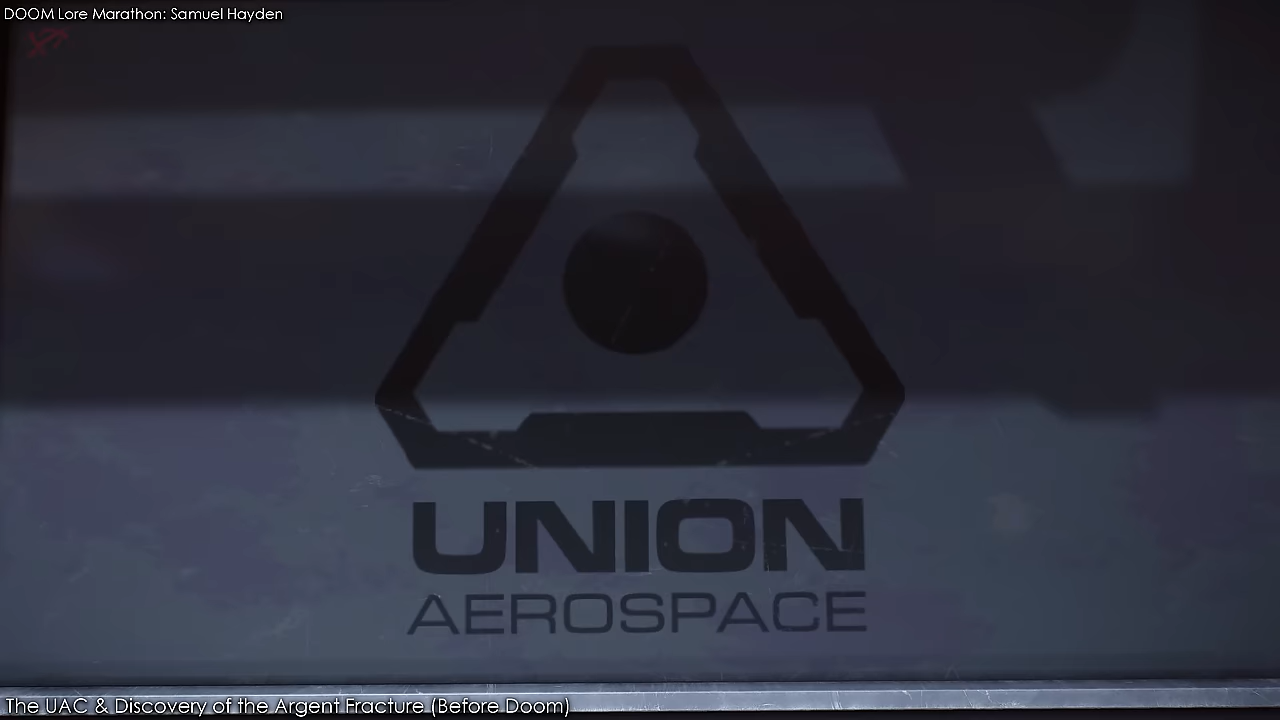 DOOM Lore Marathon: Samuel Hayden
UNION
AEROSPACE
The UAC & Discovery of the Argent Fracture (Before Doom)